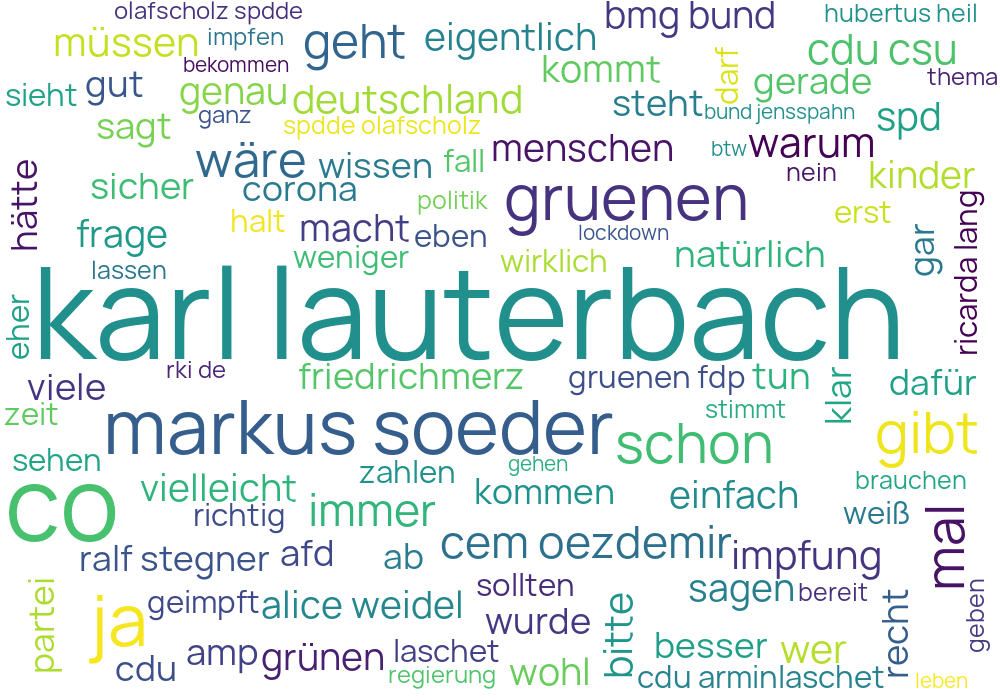 olafscholz spdde
bmg bund
hubertus heil
müssen
impfen
geht
eigentlich
cdu csu
bekommen
kommt
darf
gerade
thema
sieht
gut
genau
deutschland
steht
bund jensspahn
spd
sagt
ganz
spdde olafscholz
wäre
wissen
fall
menschen
btw
warum
nein
kinder
hätte
sicher
corona
politik
gruenen
erst
frage
halt
macht
eben
lockdown
gar
ricarda lang
lassen
weniger
wirklich
natürlich
eher
karl lauterbach
rki de
viele
friedrichmerz
gruenen fdp
tun
klar
dafür
zeit
markus soeder
stimmt
schon
gibt
sehen
co
vielleicht
zahlen
gehen
kommen
einfach
brauchen
richtig
immer
weiß
mal
ralf stegner
afd
ab
cem oezdemir
impfung
partei
ja
geimpft
alice weidel
sollten
sagen
bereit
recht
geben
wurde
bitte
cdu
amp
grünen
laschet
regierung
wohl
besser
wer
cdu arminlaschet
leben